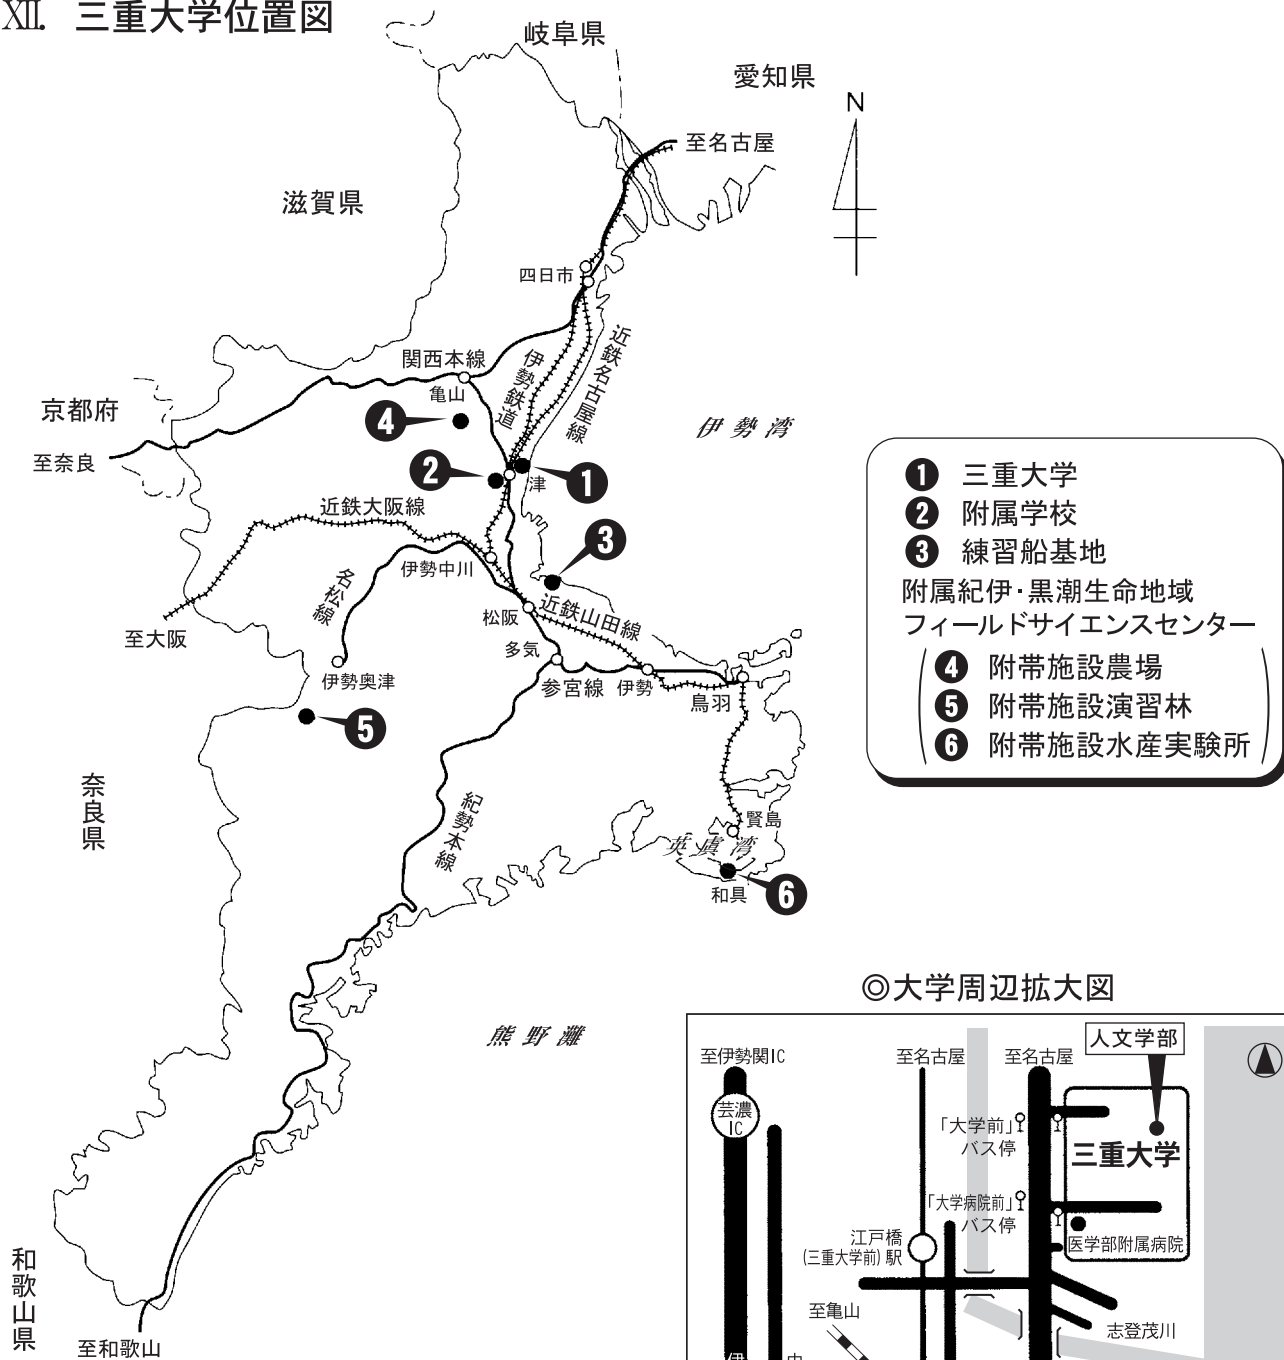 XII. 三重大学位置図
岐阜県
愛知県
N
至名古屋
滋賀県
四日市
関西本線
伊勢鉄道
近鉄名古屋線
亀山
京都府
4
伊勢湾
至奈良
2
1
津
近鉄大阪線
3
伊勢中川
名松線
松阪
近鉄山田線
至大阪
多気
伊勢奥津
参宮線
伊勢
鳥羽
5
奈良県
紀勢本線
賢島
英虞湾
和具
6
熊野灘
和歌山県
至和歌山
1 三重大学
2 附属学校
3 練習船基地
附属紀伊・黒潮生命地域
フィールドサイエンスセンター
4 附帯施設農場
5 附帯施設演習林
6 附帯施設水産実験所
◎大学周辺拡大図
人文学部
至伊勢関IC
至名古屋
至名古屋
芸濃
IC
「大学前」
バス停
三重大学
「大学病院前」
バス停
江戸橋
(三重大学前)駅
医学部附属病院
至亀山
志登茂川
伊
中